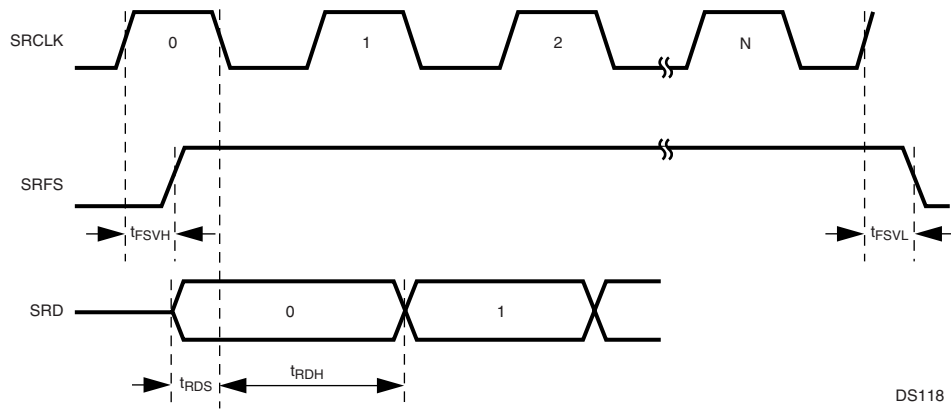 SRCLK 0 1 2 N
SRFS
tFSVH tFSVL
SRD 0 1
tRDS tRDH
DS118